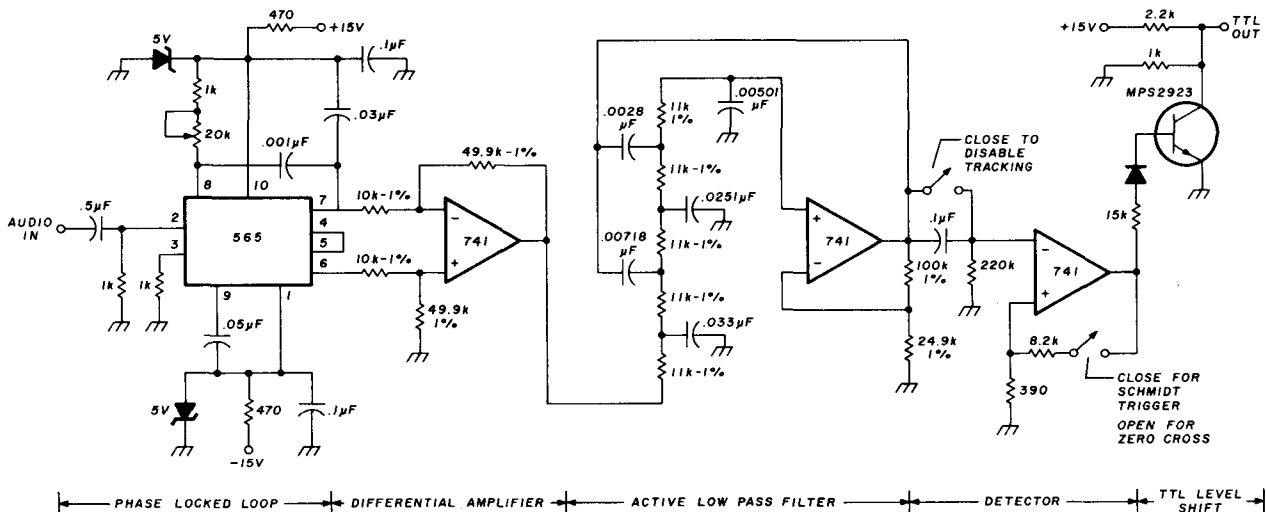 470
+15V
5V
.1µF
1k
20k
.03µF
.001µF
8
10
7
.5µF
AUDIO IN
2
3
565
4
5
6
9
1
1k
1k
.05µF
5V
470
.1µF
-15V
49.9k-1%
10k-1%
10k-1%
-
741
+
49.9k
1%
.0028
µF
11k
1%
.00501
µF
11k-1%
.0251µF
.00718
µF
11k-1%
11k-1%
.033µF
11k-1%
+
741
-
CLOSE TO
DISABLE
TRACKING
.1µF
100k
1%
220k
24.9k
1%
-
741
+
8.2k
390
CLOSE FOR
SCHMIDT
TRIGGER
OPEN FOR
ZERO CROSS
+15V
2.2k
TTL
OUT
1k
MPS2923
15k
PHASE LOCKED LOOP
DIFFERENTIAL AMPLIFIER
ACTIVE LOW PASS FILTER
DETECTOR
TTL LEVEL
SHIFT